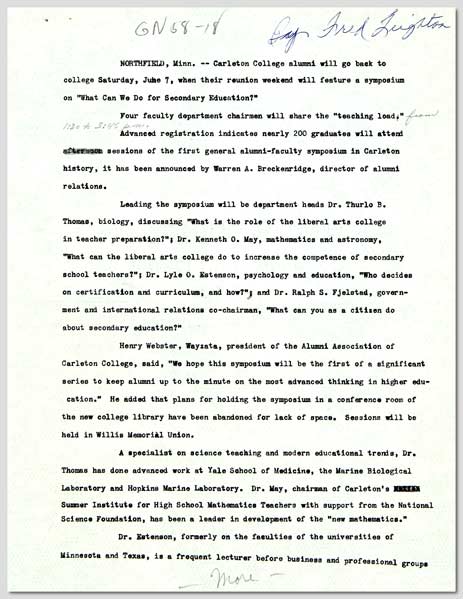 GN58-18
Fred Leighton
NORTHFIELD, Minn. -- Carleton College alumni will go back to
college Saturday, June 7, when their reunion weekend will feature a symposium
on "What Can We Do for Secondary Education?"
Four faculty department chairmen will share the "teaching load," from
1:30 to 3:45 p.m.
Advanced registration indicates nearly 200 graduates will attend
afternoon sessions of the first general alumni-faculty symposium in Carleton
history, it has been announced by Warren A. Breckenridge, director of alumni
relations.
Leading the symposium will be department heads Dr. Thurlo B.
Thomas, biology, discussing "What is the role of the liberal arts college
in teacher preparation?"; Dr. Kenneth O. May, mathematics and astronomy,
"What can the liberal arts college do to increase the competence of secondary
school teachers?"; Dr. Lyle O. Estenson, psychology and education, "Who decides
on certification and curriculum, and how?"; and Dr. Ralph S. Fjelsted, govern-
ment and international relations co-chairman, "What can you as a citizen do
about secondary education?"
Henry Webster, Wayzata, president of the Alumni Association of
Carleton College, said, "We hope this symposium will be the first of a significant
series to keep alumni up to the minute on the most advanced thinking in higher edu-
cation." He added that plans for holding the symposium in a conference room of
the new college library have been abandoned for lack of space. Sessions will be
held in Willis Memorial Union.
A specialist on science teaching and modern educational trends, Dr.
Thomas has done advanced work at Yale School of Medicine, the Marine Biological
Laboratory and Hopkins Marine Laboratory. Dr. May, chairman of Carleton's
Summer Institute for High School Mathematics Teachers with support from the National
Science Foundation, has been a leader in development of the "new mathematics."
Dr. Estenson, formerly on the faculties of the universities of
Minnesota and Texas, is a frequent lecturer before business and professional groups
- More -